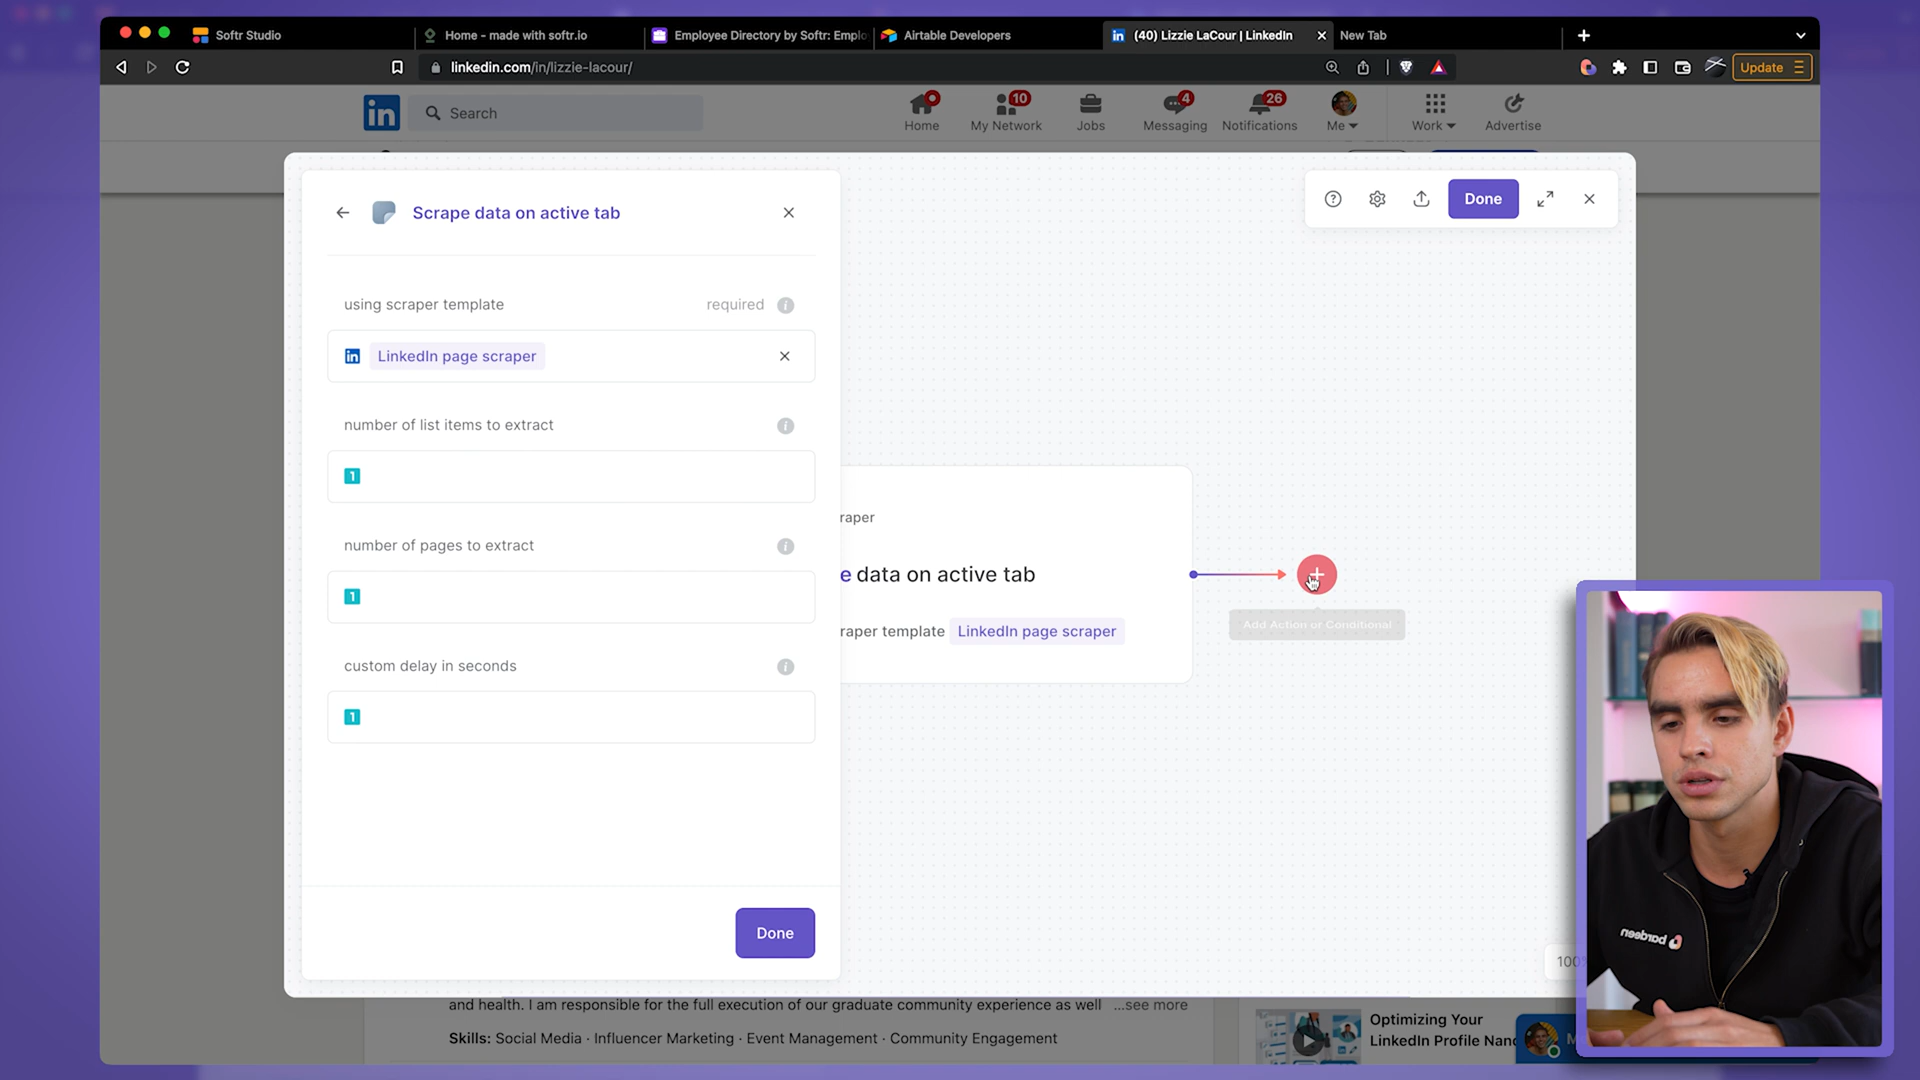 Softr Studio
Home - made with softr.io
Employee Directory by Softr: Emplo
Airtable Developers
(40) Lizzie LaCour | LinkedIn
New Tab
linkedin.com/in/lizzie-lacour/
Update
in
Search
Home
10
My Network
Jobs
4
Messaging
26
Notifications
Me
Work
Advertise
Scrape data on active tab
Done
using scraper template
required
in
LinkedIn page scraper
number of list items to extract
1
number of pages to extract
1
custom delay in seconds
1
Done
raper
e data on active tab
raper template LinkedIn page scraper
Add Action or Conditional
100%
and health. I am responsible for the full execution of our graduate community experience as well ...see more
Skills: Social Media · Influencer Marketing · Event Management · Community Engagement
Optimizing Your
LinkedIn Profile Nano
M
bardeen